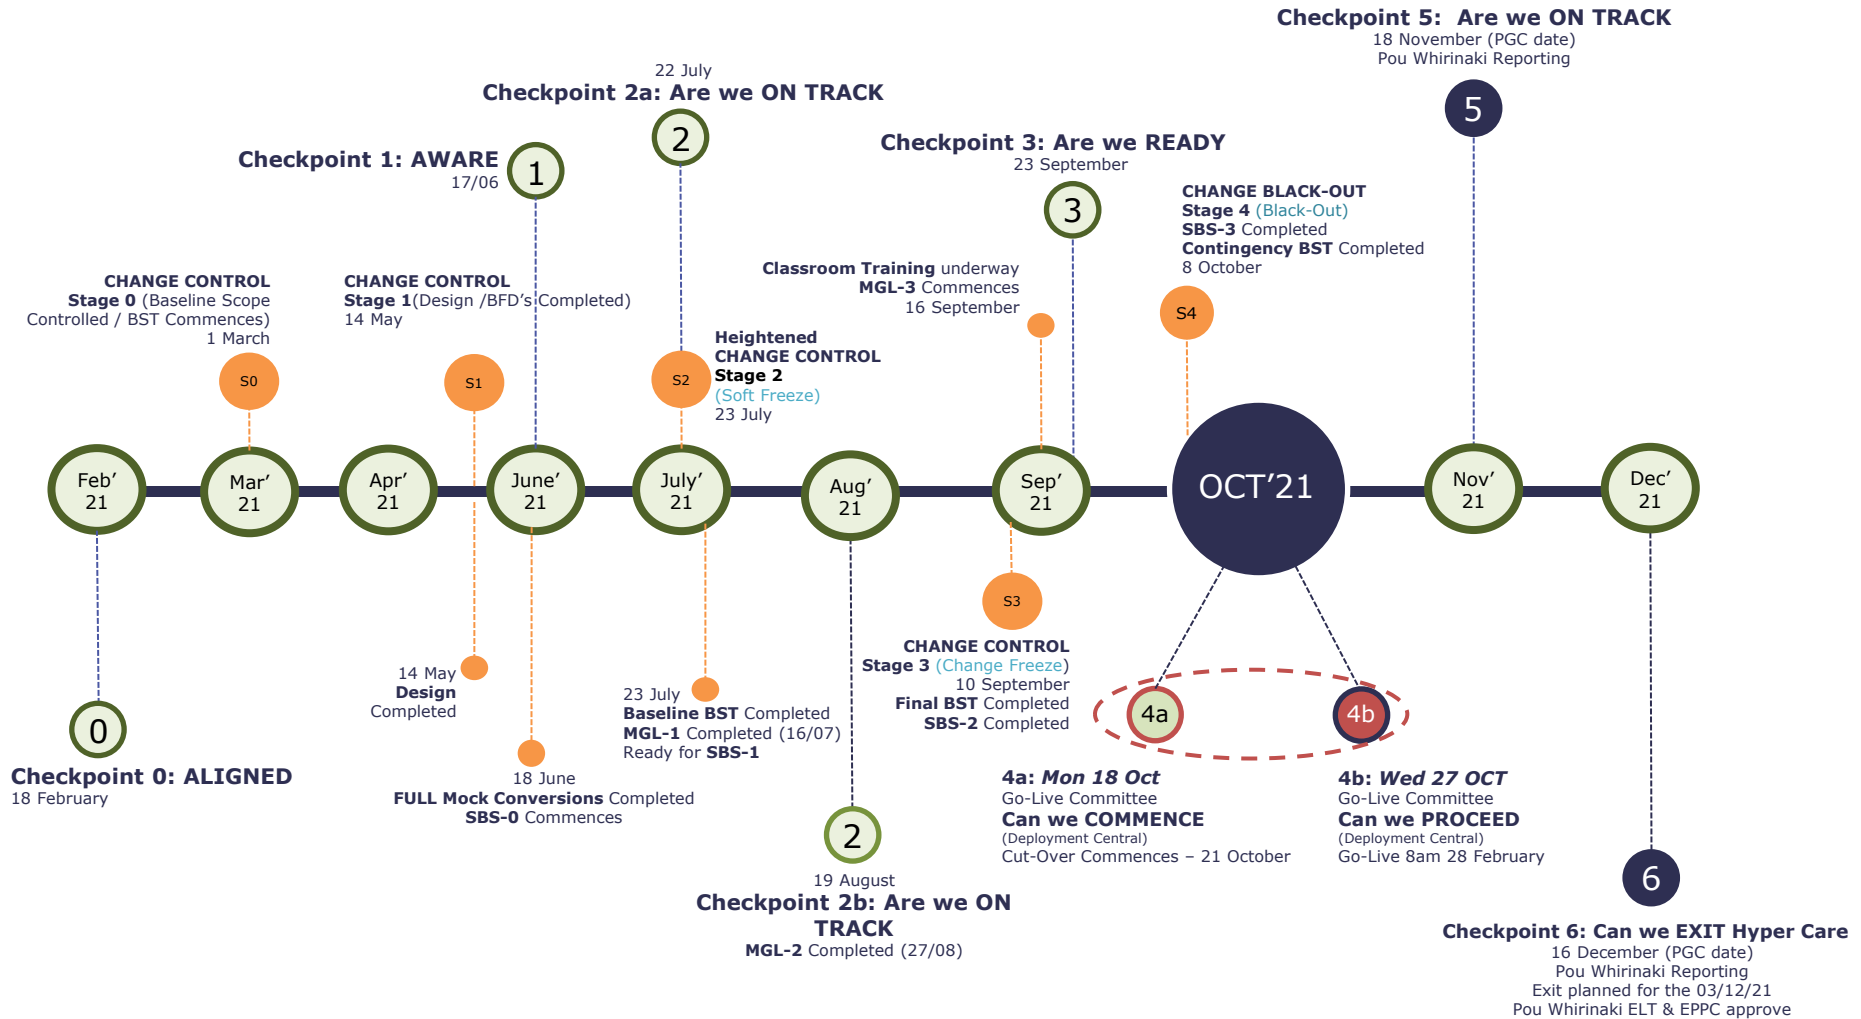 Checkpoint 5:  Are we ON TRACK
18 November (PGC date)
Pou Whirinaki Reporting
5
22 July
Checkpoint 2a: Are we ON TRACK
2
Checkpoint 1: AWARE
17/06
1
Checkpoint 3: Are we READY
23 September
3
CHANGE BLACK-OUT
Stage 4 (Black-Out)
SBS-3 Completed
Contingency BST Completed
8 October
S4
CHANGE CONTROL
Stage 0 (Baseline Scope
Controlled / BST Commences)
1 March
S0
CHANGE CONTROL
Stage 1(Design /BFD's Completed)
14 May
S1
Heightened
CHANGE CONTROL
Stage 2
(Soft Freeze)
23 July
S2
Classroom Training underway
MGL-3 Commences
16 September
Feb’
21
Mar’
21
Apr’
21
June’
21
July’
21
Aug’
21
Sep’
21
OCT’21
Nov’
21
Dec’
21
0
Checkpoint 0: ALIGNED
18 February
14 May
Design
Completed
18 June
FULL Mock Conversions Completed
SBS-0 Commences
23 July
Baseline BST Completed
MGL-1 Completed (16/07)
Ready for SBS-1
2
19 August
Checkpoint 2b: Are we ON
TRACK
MGL-2 Completed (27/08)
S3
CHANGE CONTROL
Stage 3 (Change Freeze)
10 September
Final BST Completed
SBS-2 Completed
4a
4a: Mon 18 Oct
Go-Live Committee
Can we COMMENCE
(Deployment Central)
Cut-Over Commences – 21 October
4b
4b: Wed 27 OCT
Go-Live Committee
Can we PROCEED
(Deployment Central)
Go-Live 8am 28 February
6
Checkpoint 6: Can we EXIT Hyper Care
16 December (PGC date)
Pou Whirinaki Reporting
Exit planned for the 03/12/21
Pou Whirinaki ELT & EPPC approve